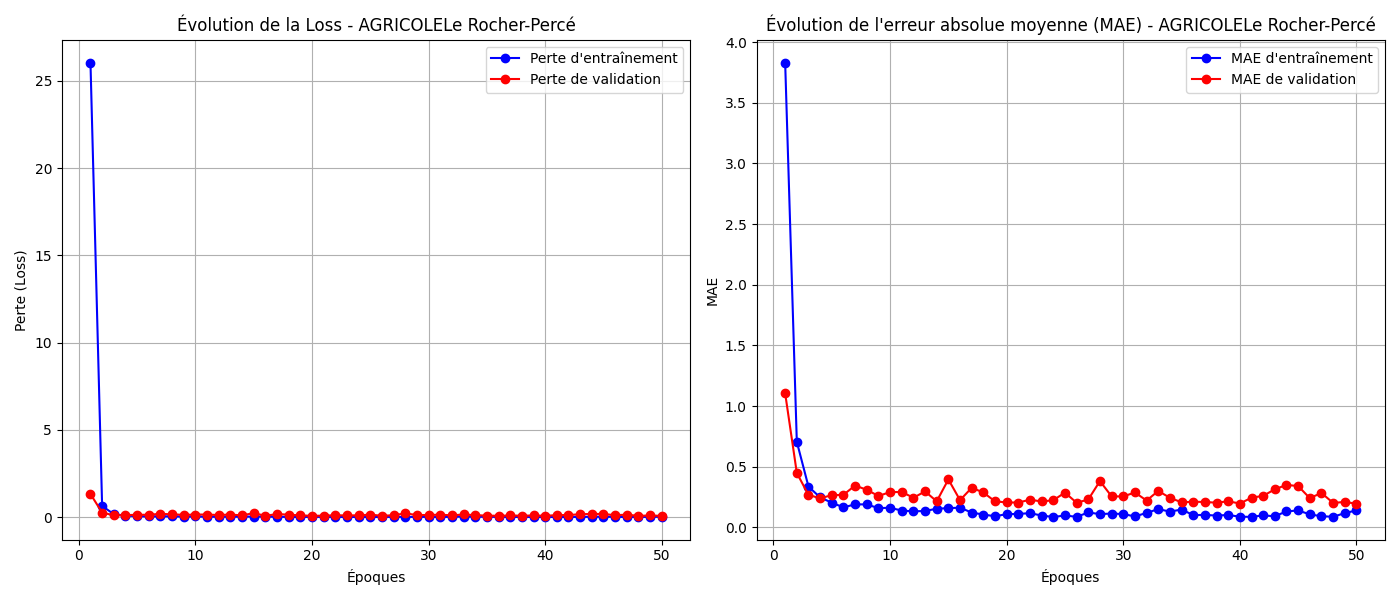 Évolution de la Loss - AGRICOLELe Rocher-Percé
Perte d'entraînement
Perte de validation
25
20
15
10
5
0
Perte (Loss)
0 10 20 30 40 50
Époques
Évolution de l'erreur absolue moyenne (MAE) - AGRICOLELe Rocher-Percé
MAE d'entraînement
MAE de validation
4.0
3.5
3.0
2.5
2.0
1.5
1.0
0.5
0.0
MAE
0 10 20 30 40 50
Époques